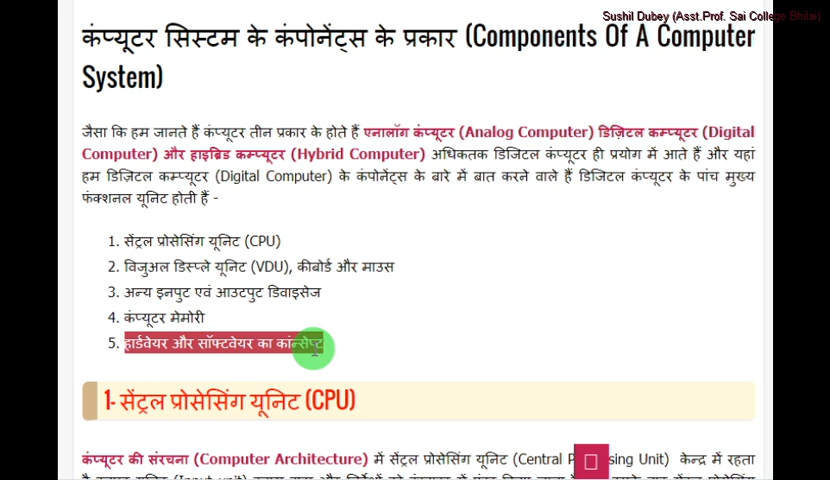 Sushil Dubey (Asst.Prof. Sai College Bhilai)
कंप्यूटर सिस्टम के कंपोनेंट्स के प्रकार (Components Of A Computer
System)
जैसा कि हम जानते हैं कंप्यूटर तीन प्रकार के होते हैं एनालॉग कंप्यूटर (Analog Computer) डिज़िटल कम्प्यूटर (Digital
Computer) और हाइब्रिड कम्प्यूटर (Hybrid Computer) अधिकतक डिजिटल कंप्यूटर ही प्रयोग में आते हैं और यहां
हम डिज़िटल कम्प्यूटर (Digital Computer) के कंपोनेंट्स के बारे में बात करने वाले हैं डिजिटल कंप्यूटर के पांच मुख्य
फंक्शनल यूनिट होती हैं -
1. सेंट्रल प्रोसेसिंग यूनिट (CPU)
2. विजुअल डिस्प्ले यूनिट (VDU), कीबोर्ड और माउस
3. अन्य इनपुट एवं आउटपुट डिवाइसेज
4. कंप्यूटर मेमोरी
5. हार्डवेयर और सॉफ्टवेयर का कांन्सेप्ट
1- सेंट्रल प्रोसेसिंग यूनिट (CPU)
कंप्यूटर की संरचना (Computer Architecture) में सेंट्रल प्रोसेसिंग यूनिट (Central Unit) केन्द्र में रहता